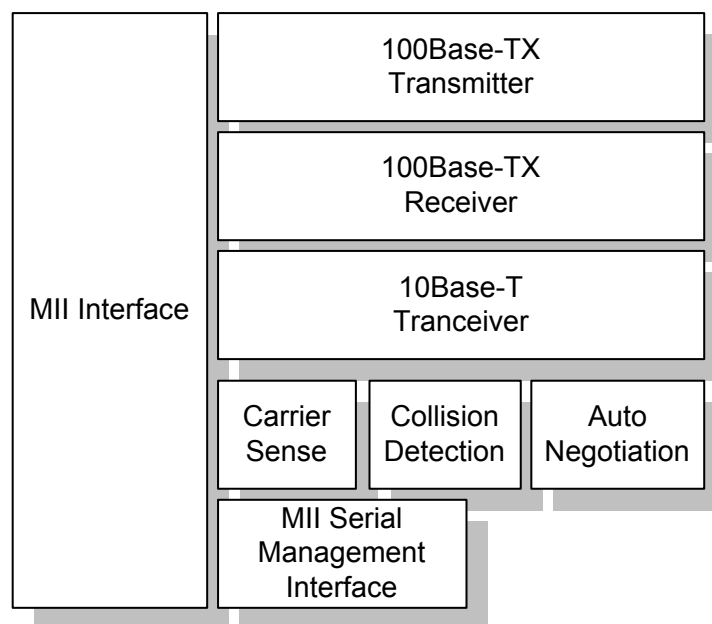 MII Interface
100Base-TX
Transmitter
100Base-TX
Receiver
10Base-T
Tranceiver
Carrier
Sense
Collision
Detection
Auto
Negotiation
MII Serial
Management
Interface